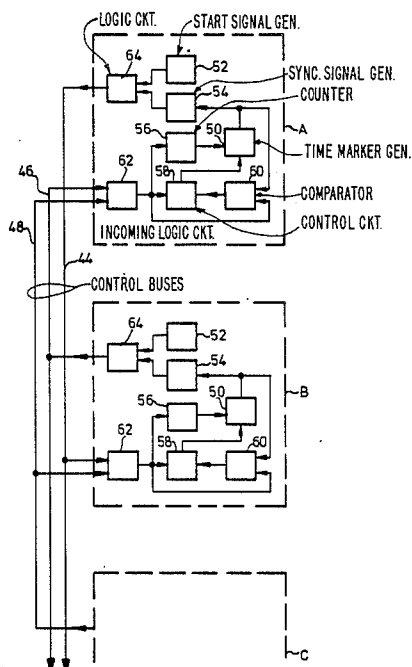 LOGIC CKT.
START SIGNAL GEN.
64
52
SYNC. SIGNAL GEN.
54
COUNTER
56
50
A
TIME MARKER GEN.
58
60
46
62
COMPARATOR
48
INCOMING LOGIC CKT.
CONTROL CKT.
44
CONTROL BUSES
64
52
54
56
50
B
62
58
60
C